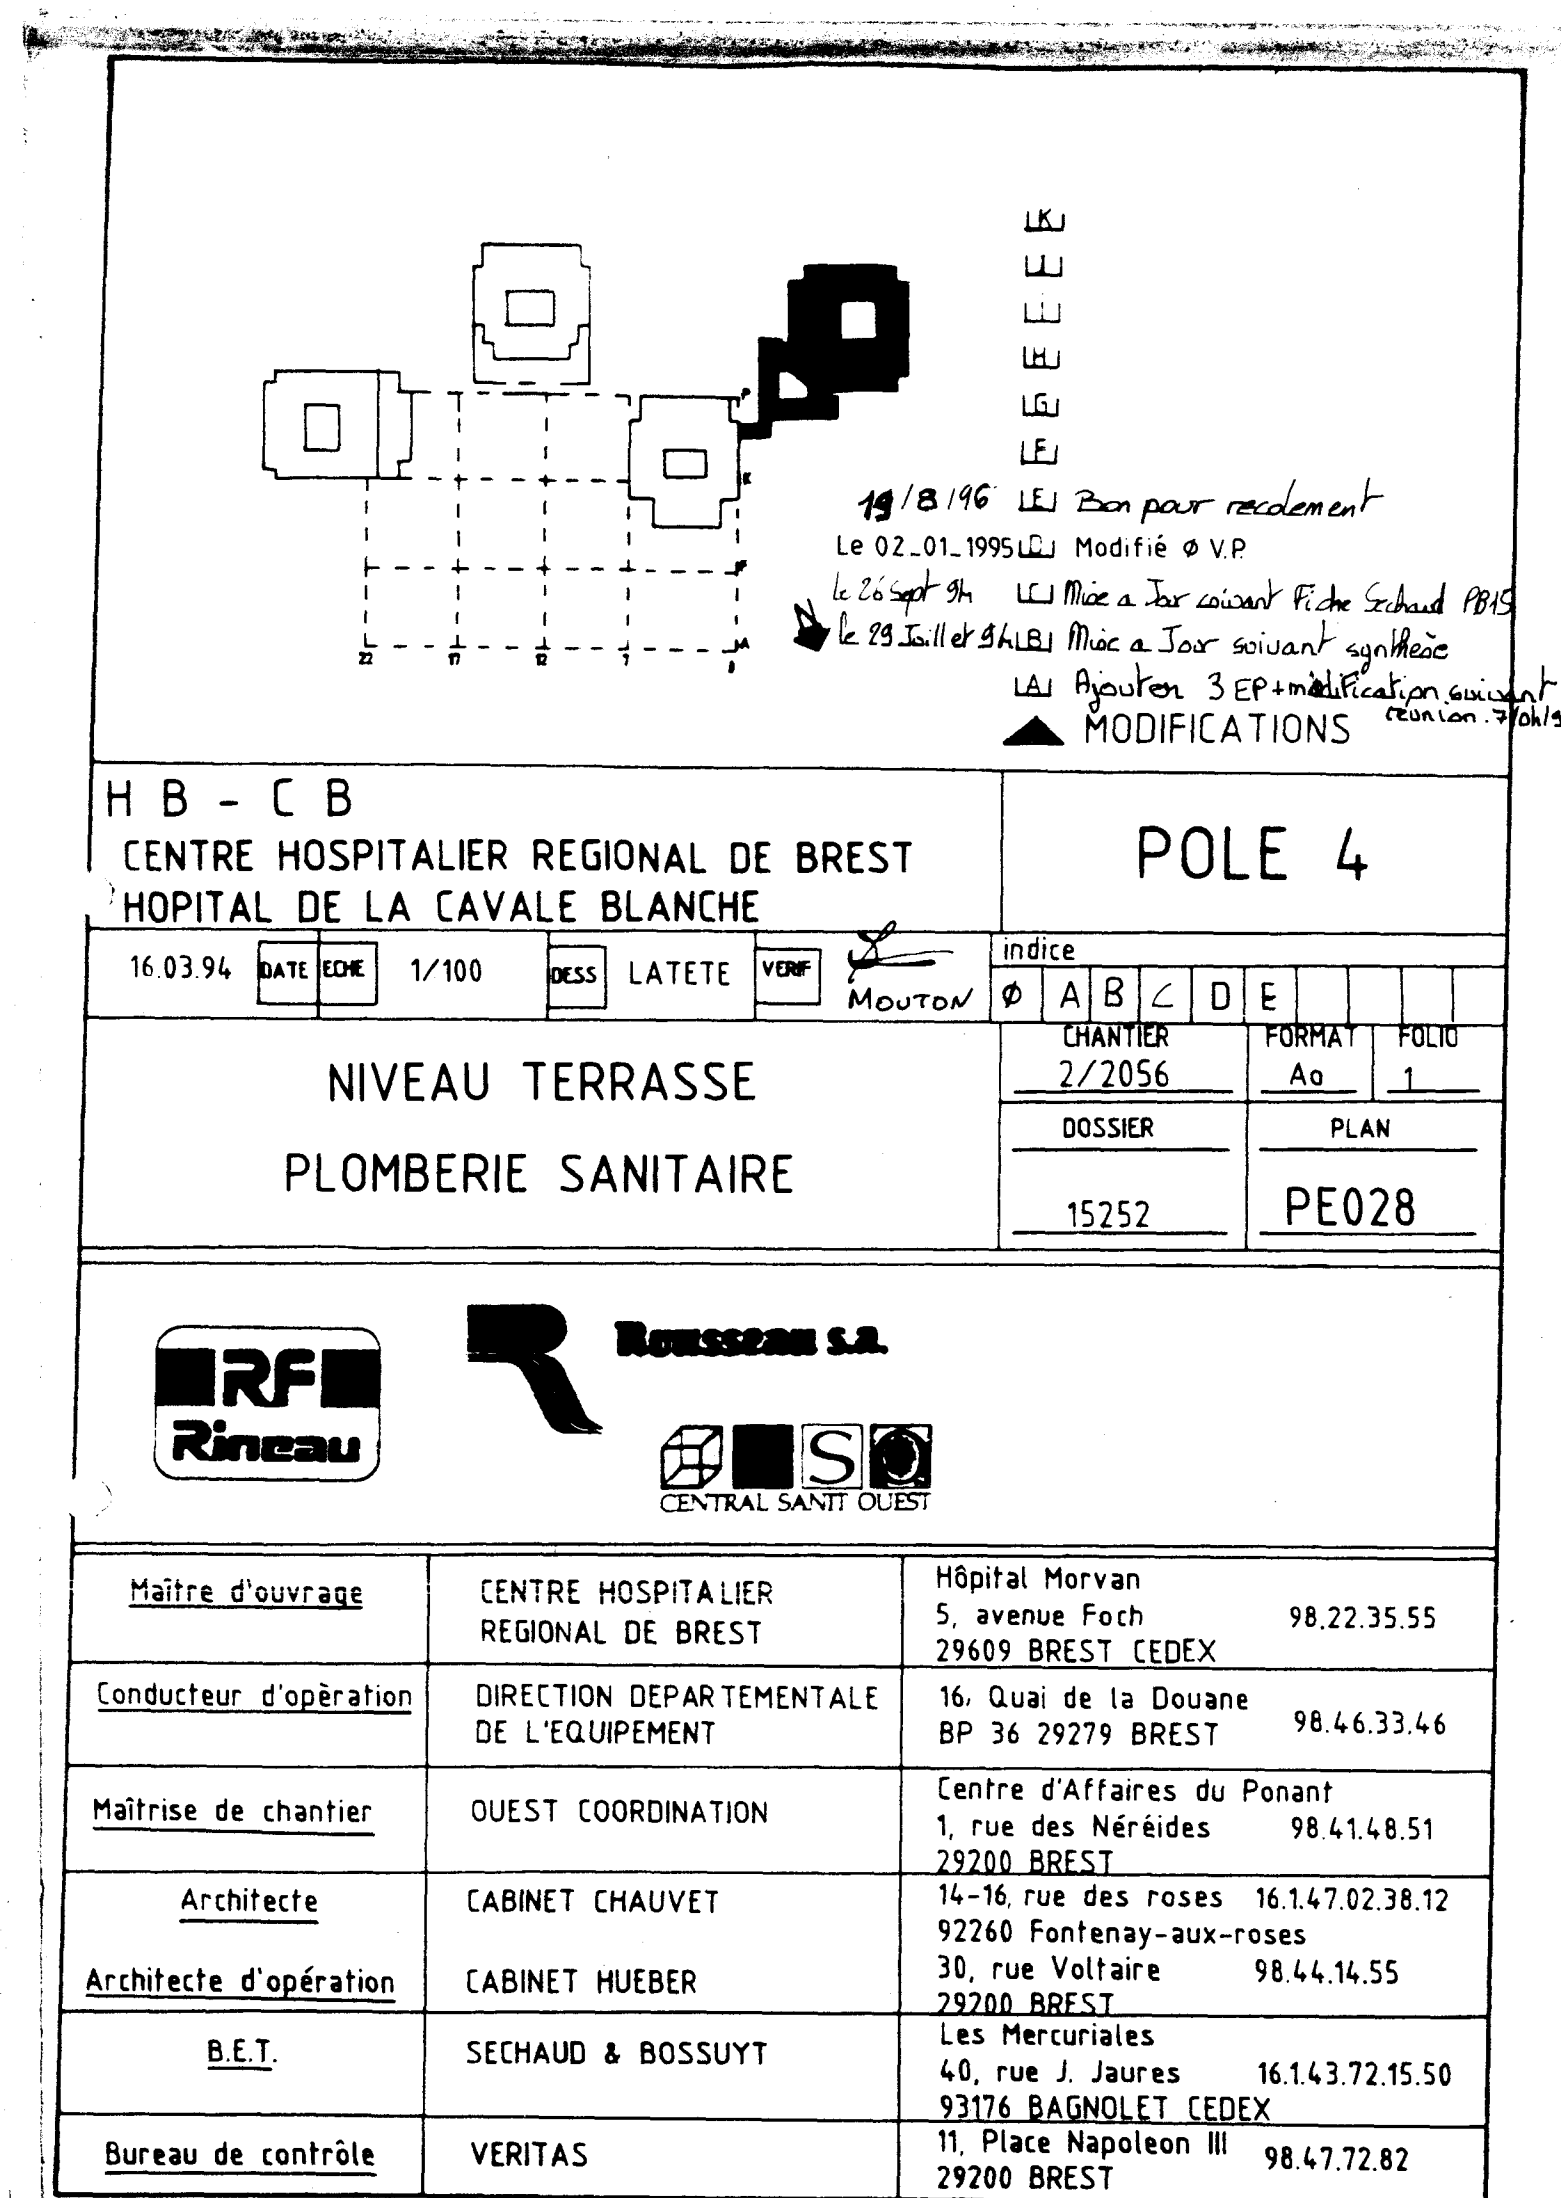 K
J
I
H
G
F
P
K
F
A
22 17 12 7
19/8/96 E Bon pour recolement
Le 02_01_1995 D Modifié Ø V.P.
le 26 Sept 94 C Mise a Jour suivant Fiche Sechaud PB15
le 29 Juillet 94 B Mise a Jour suivant synthèse
A Ajouter 3 EP + modification suivant
réunion. 7/04/9
MODIFICATIONS
H B - C B
CENTRE HOSPITALIER REGIONAL DE BREST
HOPITAL DE LA CAVALE BLANCHE
POLE 4
16.03.94 DATE ECHE 1/100 DESS LATETE VERIF MOUTON
indice
Ø A B C D E
NIVEAU TERRASSE
PLOMBERIE SANITAIRE
CHANTIER FORMAT FOLIO
2/2056 A0 1
DOSSIER PLAN
15252 PE028
RF
Rineau
Rousseau s.a.
S O
CENTRAL SANIT OUEST
Maître d'ouvrage
CENTRE HOSPITALIER
REGIONAL DE BREST
Hôpital Morvan
5, avenue Foch 98.22.35.55
29609 BREST CEDEX
Conducteur d'opèration
DIRECTION DEPARTEMENTALE
DE L'EQUIPEMENT
16, Quai de la Douane
BP 36 29279 BREST 98.46.33.46
Maîtrise de chantier
OUEST COORDINATION
Centre d'Affaires du Ponant
1, rue des Néréides 98.41.48.51
29200 BREST
Architecte
CABINET CHAUVET
14-16, rue des roses 16.1.47.02.38.12
92260 Fontenay-aux-roses
Architecte d'opération
CABINET HUEBER
30, rue Voltaire 98.44.14.55
29200 BREST
B.E.T.
SECHAUD & BOSSUYT
Les Mercuriales
40, rue J. Jaures 16.1.43.72.15.50
93176 BAGNOLET CEDEX
Bureau de contrôle
VERITAS
11, Place Napoleon III 98.47.72.82
29200 BREST